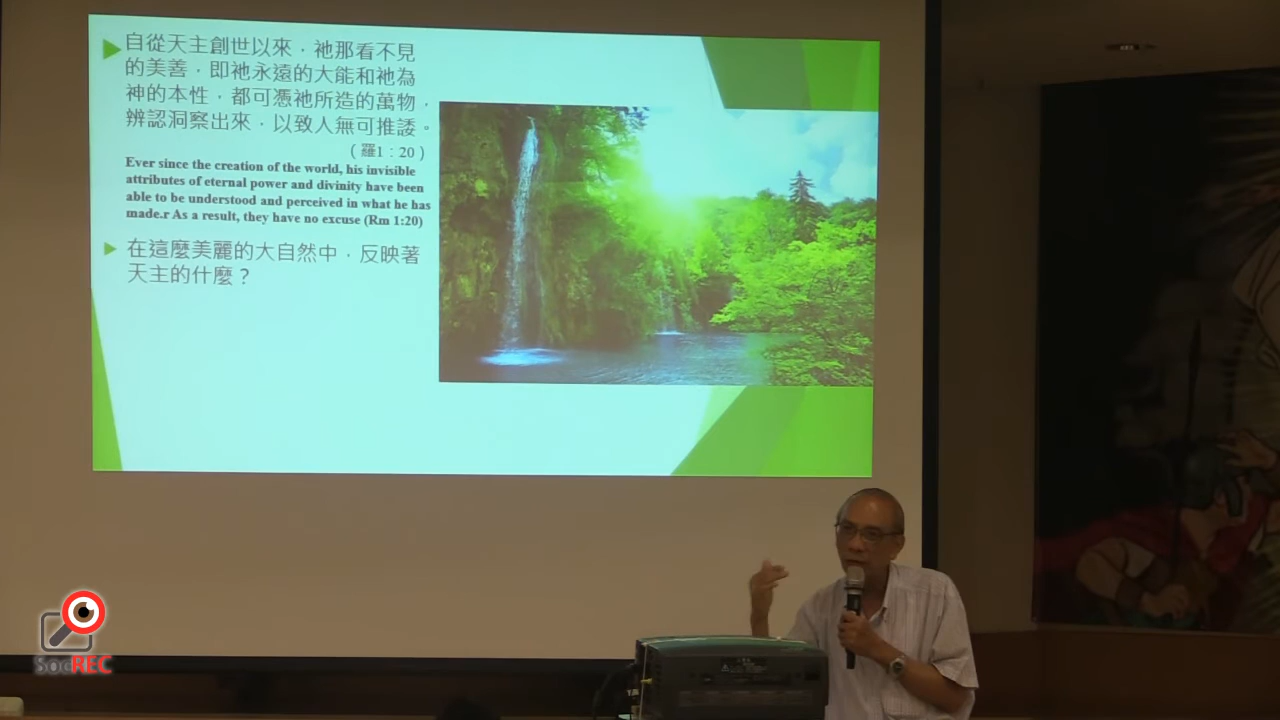 自從天主創世以來，祂那看不見
的美善，即祂永遠的大能和祂為
神的本性，都可憑祂所造的萬物，
辨認洞察出來，以致人無可推諉。
（羅1：20）
Ever since the creation of the world, his invisible
attributes of eternal power and divinity have been
able to be understood and perceived in what he has
made.r As a result, they have no excuse (Rm 1:20)
在這麼美麗的大自然中，反映著
天主的什麼？
SocREC